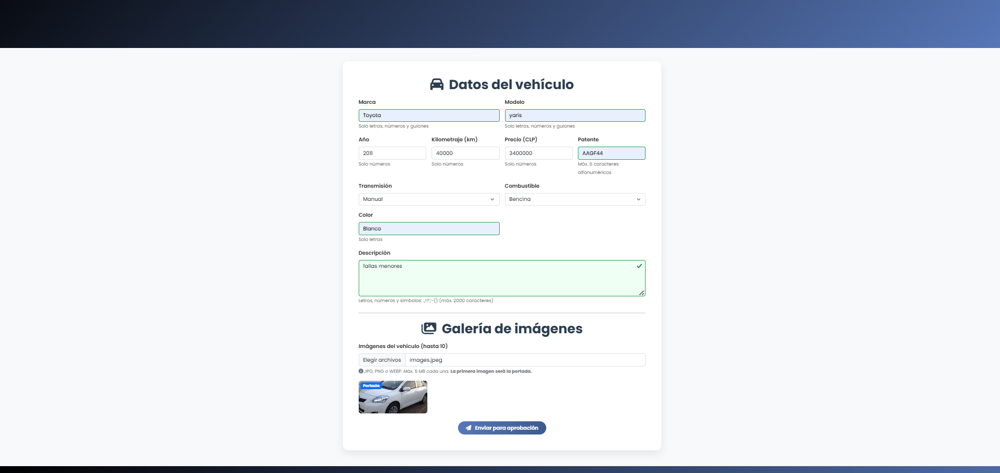 Datos del vehículo
Marca
Modelo
Toyota
yaris
Solo letras, números y guiones
Solo letras, números y guiones
Año
Kilometraje (km)
Precio (CLP)
Patente
2011
40000
3400000
AAGF44
Solo números
Solo números
Solo números
Máx. 6 caracteres
alfanuméricos
Transmisión
Combustible
Manual
Bencina
Color
Blanco
Solo letras
Descripción
fallas menores
Letras, números y símbolos: .,!?;:-() (máx. 2000 caracteres)
Galería de imágenes
Imágenes del vehículo (hasta 10)
Elegir archivos images.jpeg
JPG, PNG o WEBP. Máx. 5 MB cada una. La primera imagen será la portada.
Portada
Enviar para aprobación